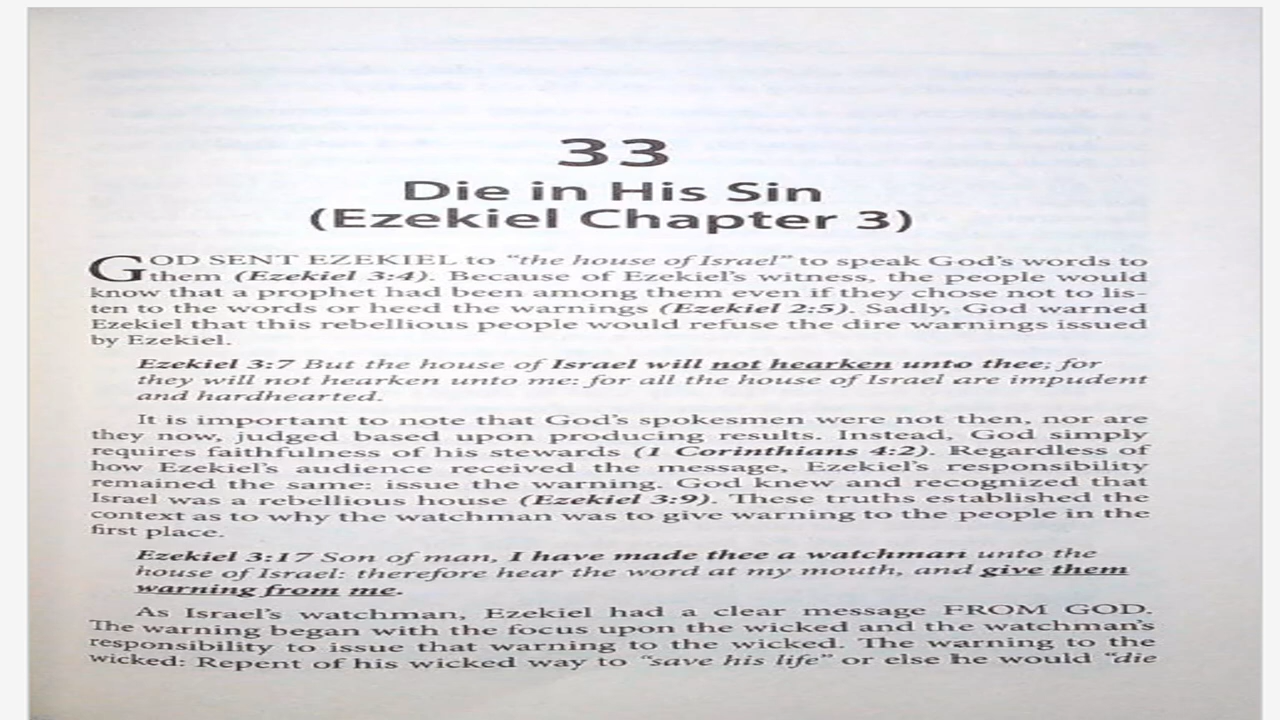 33
Die in His Sin
(Ezekiel Chapter 3)
GOD SENT EZEKIEL to “the house of Israel” to speak God’s words to
them (Ezekiel 3:4). Because of Ezekiel’s witness, the people would
know that a prophet had been among them even if they chose not to lis-
ten to the words or heed the warnings (Ezekiel 2:5). Sadly, God warned
Ezekiel that this rebellious people would refuse the dire warnings issued
by Ezekiel.
Ezekiel 3:7 But the house of Israel will not hearken unto thee; for
they will not hearken unto me: for all the house of Israel are impudent
and hardhearted.
It is important to note that God’s spokesmen were not then, nor are
they now, judged based upon producing results. Instead, God simply
requires faithfulness of his stewards (1 Corinthians 4:2). Regardless of
how Ezekiel’s audience received the message, Ezekiel’s responsibility
remained the same: issue the warning. God knew and recognized that
Israel was a rebellious house (Ezekiel 3:9). These truths established the
context as to why the watchman was to give warning to the people in the
first place.
Ezekiel 3:17 Son of man, I have made thee a watchman unto the
house of Israel: therefore hear the word at my mouth, and give them
warning from me.
As Israel’s watchman, Ezekiel had a clear message FROM GOD.
The warning began with the focus upon the wicked and the watchman’s
responsibility to issue that warning to the wicked. The warning to the
wicked: Repent of his wicked way to “save his life” or else he would “die